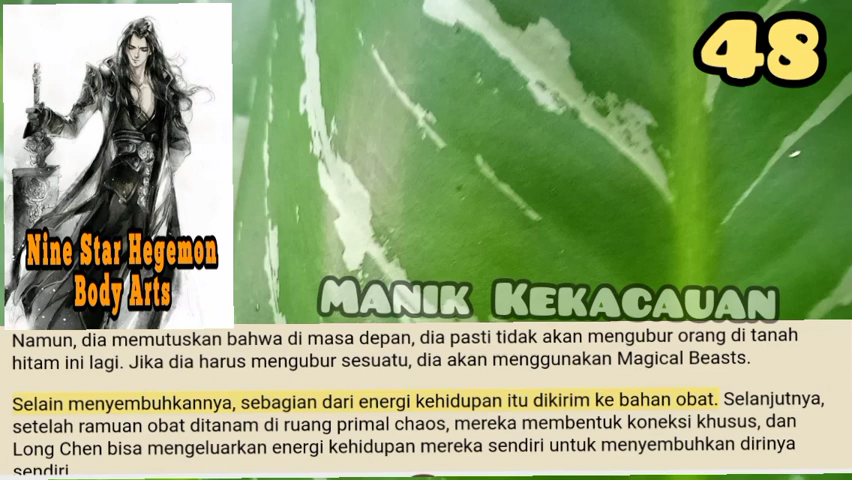 48
Nine Star Hegemon
Body Arts
Manik Kekacauan
Namun, dia memutuskan bahwa di masa depan, dia pasti tidak akan mengubur orang di tanah
hitam ini lagi. Jika dia harus mengubur sesuatu, dia akan menggunakan Magical Beasts.
Selain menyembuhkannya, sebagian dari energi kehidupan itu dikirim ke bahan obat. Selanjutnya,
setelah ramuan obat ditanam di ruang primal chaos, mereka membentuk koneksi khusus, dan
Long Chen bisa mengeluarkan energi kehidupan mereka sendiri untuk menyembuhkan dirinya
sendiri